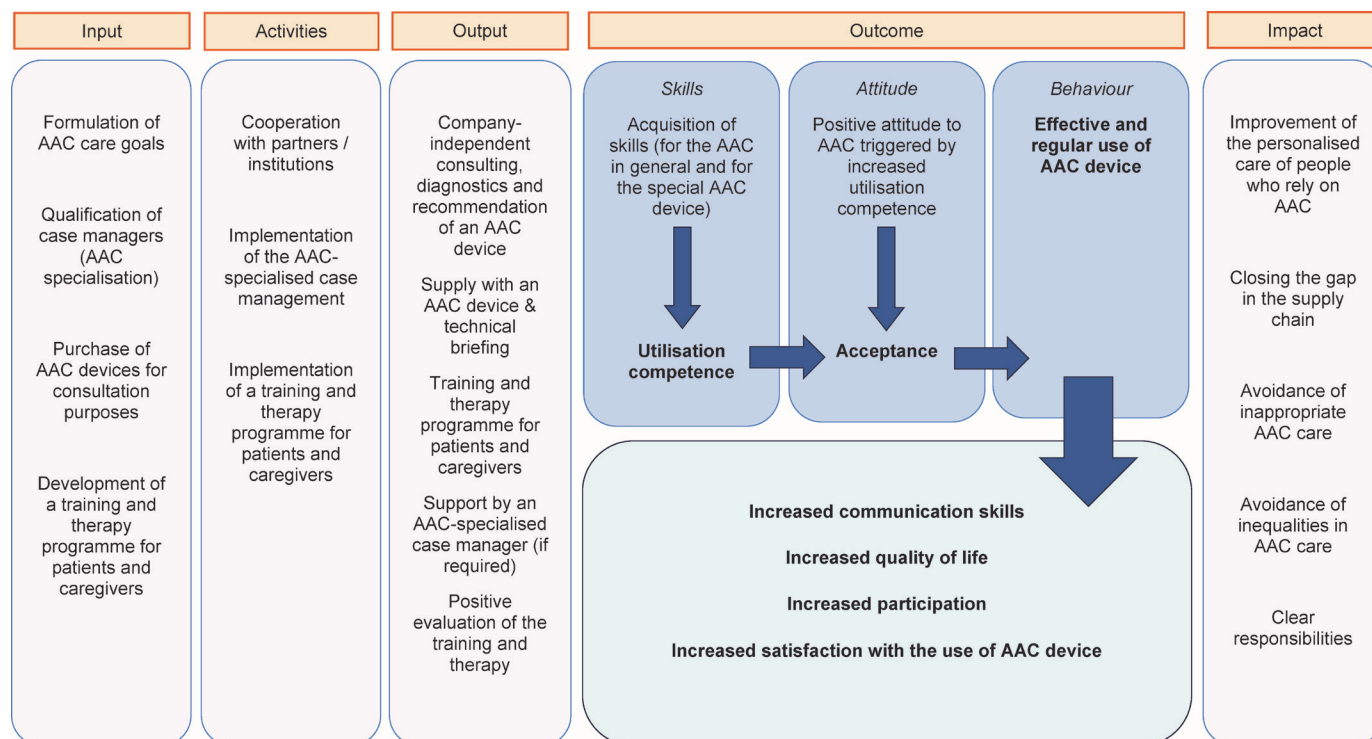 Input
Activities
Output
Outcome
Impact
Formulation of
AAC care goals
Qualification of
case managers
(AAC
specialisation)
Purchase of
AAC devices for
consultation
purposes
Development of
a training and
therapy
programme for
patients and
caregivers
Cooperation
with partners /
institutions
Implementation
of the AAC-
specialised case
management
Implementation
of a training and
therapy
programme for
patients and
caregivers
Company-
independent
consulting,
diagnostics and
recommendation
of an AAC
device
Supply with an
AAC device &
technical
briefing
Training and
therapy
programme for
patients and
caregivers
Support by an
AAC-specialised
case manager (if
required)
Positive
evaluation of the
training and
therapy
Skills
Acquisition of
skills (for the AAC
in general and for
the special AAC
device)
Utilisation
competence
Attitude
Positive attitude to
AAC triggered by
increased
utilisation
competence
Acceptance
Behaviour
Effective and
regular use of
AAC device
Increased communication skills
Increased quality of life
Increased participation
Increased satisfaction with the use of AAC device
Improvement of
the personalised
care of people
who rely on
AAC
Closing the gap
in the supply
chain
Avoidance of
inappropriate
AAC care
Avoidance of
inequalities in
AAC care
Clear
responsibilities